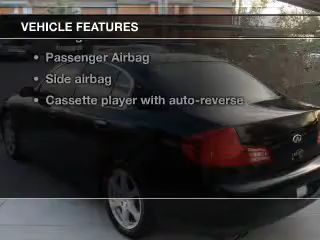 VEHICLE FEATURES
• Passenger Airbag
• Side airbag
• Cassette player with auto-reverse